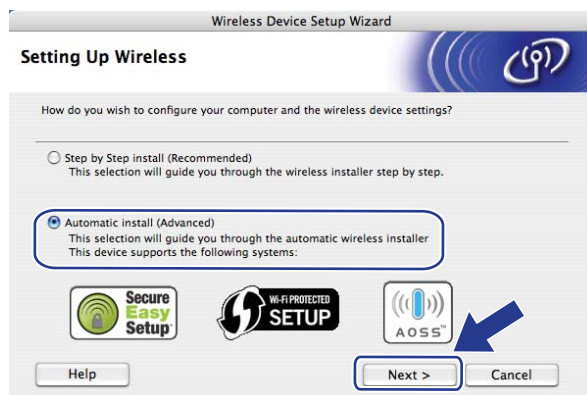 Wireless Device Setup Wizard
Setting Up Wireless
How do you wish to configure your computer and the wireless device settings?
Step by Step install (Recommended)
This selection will guide you through the wireless installer step by step.
Automatic install (Advanced)
This selection will guide you through the automatic wireless installer
This device supports the following systems:
Secure
Easy
Setup™
Wi-Fi PROTECTED
SETUP
AOSS™
Help
Next >
Cancel